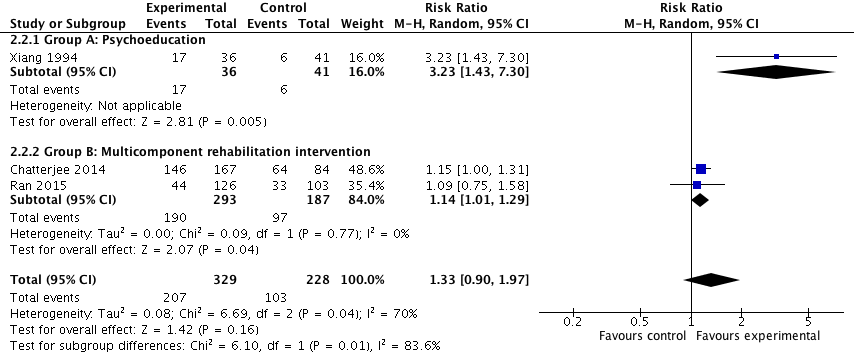 Experimental Control Risk Ratio Risk Ratio
Study or Subgroup Events Total Events Total Weight M-H, Random, 95% CI M-H, Random, 95% CI
2.2.1 Group A: Psychoeducation
Xiang 1994 17 36 6 41 16.0% 3.23 [1.43, 7.30]
Subtotal (95% CI) 36 41 16.0% 3.23 [1.43, 7.30]
Total events 17 6
Heterogeneity: Not applicable
Test for overall effect: Z = 2.81 (P = 0.005)
2.2.2 Group B: Multicomponent rehabilitation intervention
Chatterjee 2014 146 167 64 84 48.6% 1.15 [1.00, 1.31]
Ran 2015 44 126 33 103 35.4% 1.09 [0.75, 1.58]
Subtotal (95% CI) 293 187 84.0% 1.14 [1.01, 1.29]
Total events 190 97
Heterogeneity: Tau² = 0.00; Chi² = 0.09, df = 1 (P = 0.77); I² = 0%
Test for overall effect: Z = 2.07 (P = 0.04)
Total (95% CI) 329 228 100.0% 1.33 [0.90, 1.97]
Total events 207 103
Heterogeneity: Tau² = 0.08; Chi² = 6.69, df = 2 (P = 0.04); I² = 70%
Test for overall effect: Z = 1.42 (P = 0.16)
Test for subgroup differences: Chi² = 6.10, df = 1 (P = 0.01), I² = 83.6%
0.2 0.5 1 2 5
Favours control Favours experimental